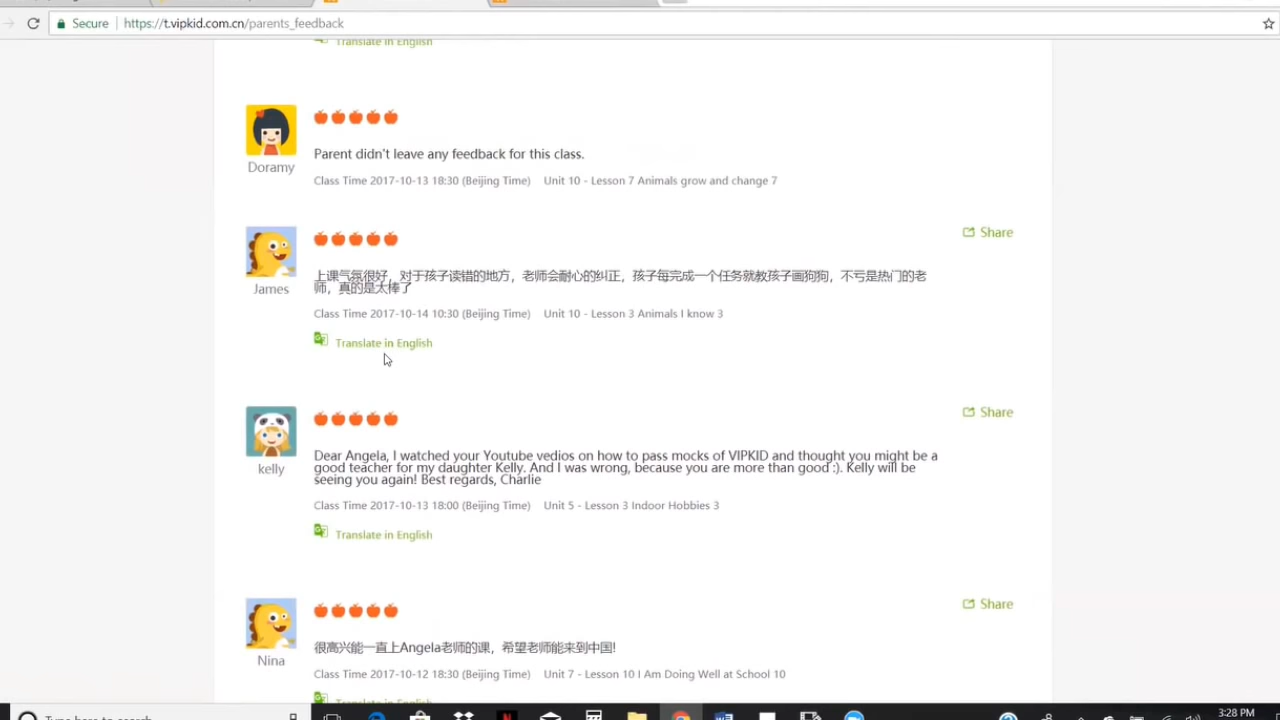 Secure https://t.vipkid.com.cn/parents_feedback
Translate in English
Doramy
Parent didn't leave any feedback for this class.
Class Time 2017-10-13 18:30 (Beijing Time) Unit 10 - Lesson 7 Animals grow and change 7
Share
James
上课气氛很好，对于孩子读错的地方，老师会耐心的纠正，孩子每完成一个任务就教孩子画狗狗，不亏是热门的老
师，真的是太棒了
Class Time 2017-10-14 10:30 (Beijing Time) Unit 10 - Lesson 3 Animals I know 3
Translate in English
Share
kelly
Dear Angela, I watched your Youtube vedios on how to pass mocks of VIPKID and thought you might be a
good teacher for my daughter Kelly. And I was wrong, because you are more than good :). Kelly will be
seeing you again! Best regards, Charlie
Class Time 2017-10-13 18:00 (Beijing Time) Unit 5 - Lesson 3 Indoor Hobbies 3
Translate in English
Share
Nina
很高兴能一直上Angela老师的课，希望老师能来到中国!
Class Time 2017-10-12 18:30 (Beijing Time) Unit 7 - Lesson 10 I Am Doing Well at School 10
Translate in English
Type here to search
3:28 PM